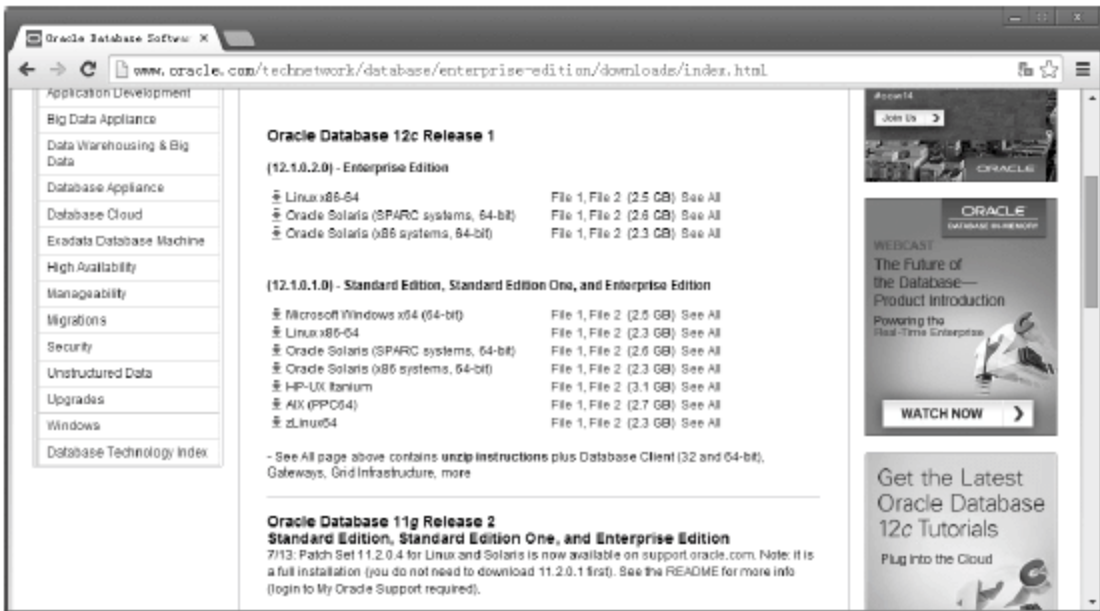 Oracle Database Softwar
www.oracle.com/technetwork/database/enterprise-edition/downloads/index.html
Application Development
Big Data Appliance
Data Warehousing & Big
Data
Database Appliance
Database Cloud
Exadata Database Machine
High Availability
Manageability
Migrations
Security
Unstructured Data
Upgrades
Windows
Database Technology Index
Oracle Database 12c Release 1
(12.1.0.2.0) - Enterprise Edition
Linux x86-64 File 1, File 2 (2.5 GB) See All
Oracle Solaris (SPARC systems, 64-bit) File 1, File 2 (2.6 GB) See All
Oracle Solaris (x86 systems, 64-bit) File 1, File 2 (2.3 GB) See All
(12.1.0.1.0) - Standard Edition, Standard Edition One, and Enterprise Edition
Microsoft Windows x64 (64-bit) File 1, File 2 (2.5 GB) See All
Linux x86-64 File 1, File 2 (2.3 GB) See All
Oracle Solaris (SPARC systems, 64-bit) File 1, File 2 (2.6 GB) See All
Oracle Solaris (x86 systems, 64-bit) File 1, File 2 (2.3 GB) See All
HP-UX Itanium File 1, File 2 (3.1 GB) See All
AIX (PPC64) File 1, File 2 (2.7 GB) See All
zLinux64 File 1, File 2 (2.3 GB) See All
- See All page above contains unzip instructions plus Database Client (32 and 64-bit),
Gateways, Grid Infrastructure, more
Oracle Database 11g Release 2
Standard Edition, Standard Edition One, and Enterprise Edition
7/13: Patch Set 11.2.0.4 for Linux and Solaris is now available on support.oracle.com. Note: it is
a full installation (you do not need to download 11.2.0.1 first). See the README for more info
(login to My Oracle Support required).
#oow14
Join Us
ORACLE
ORACLE
DATABASE IN-MEMORY
WEBCAST
The Future of
the Database—
Product Introduction
Powering the
Real-Time Enterprise
WATCH NOW
Get the Latest
Oracle Database
12c Tutorials
Plug into the Cloud